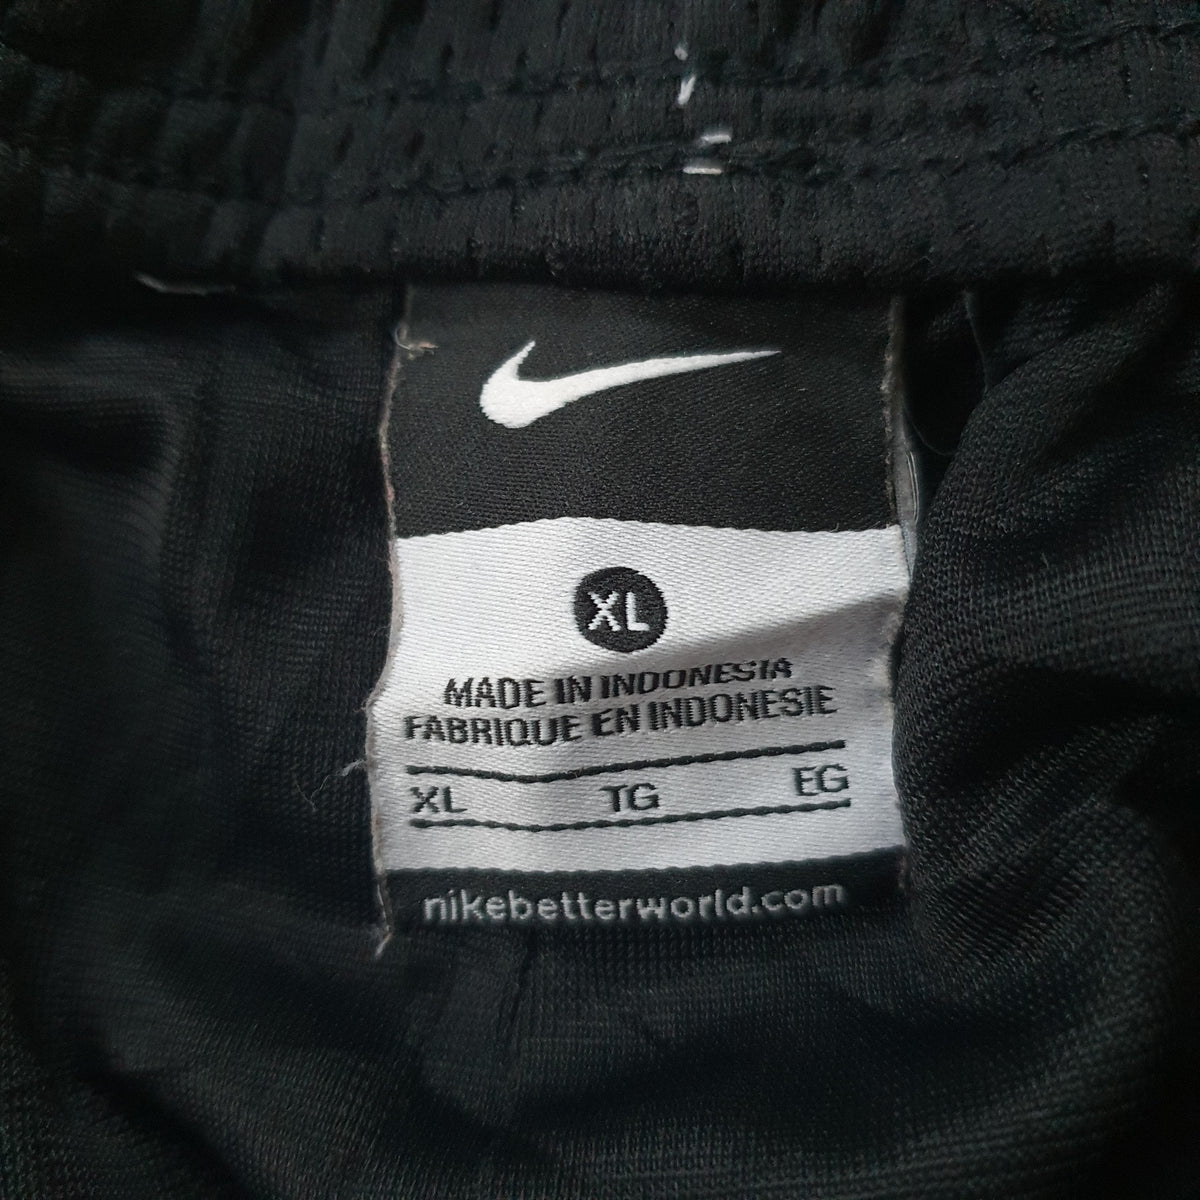 XL
MADE IN INDONESIA
FABRIQUE EN INDONESIE
XL TG EG
nikebetterworld.com